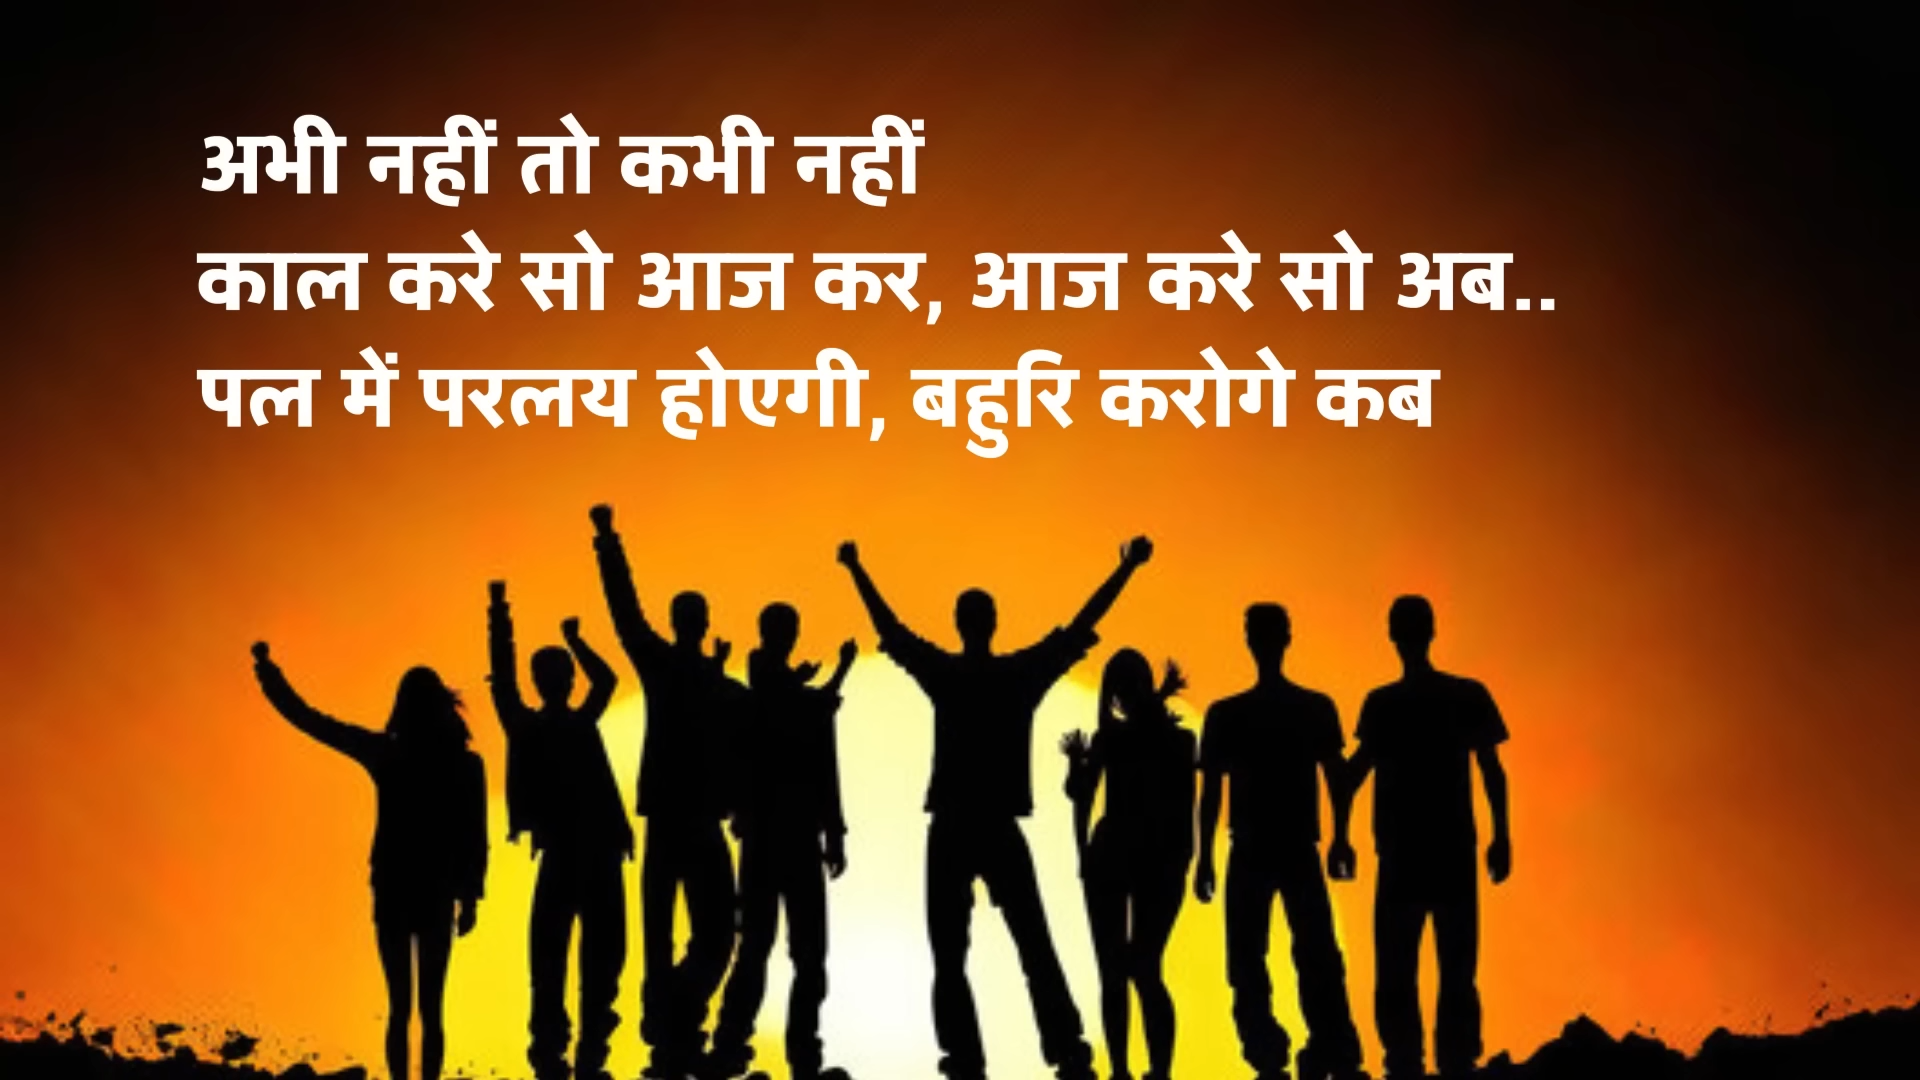 अभी नहीं तो कभी नहीं
काल करे सो आज कर, आज करे सो अब..
पल में परलय होएगी, बहुरि करोगे कब